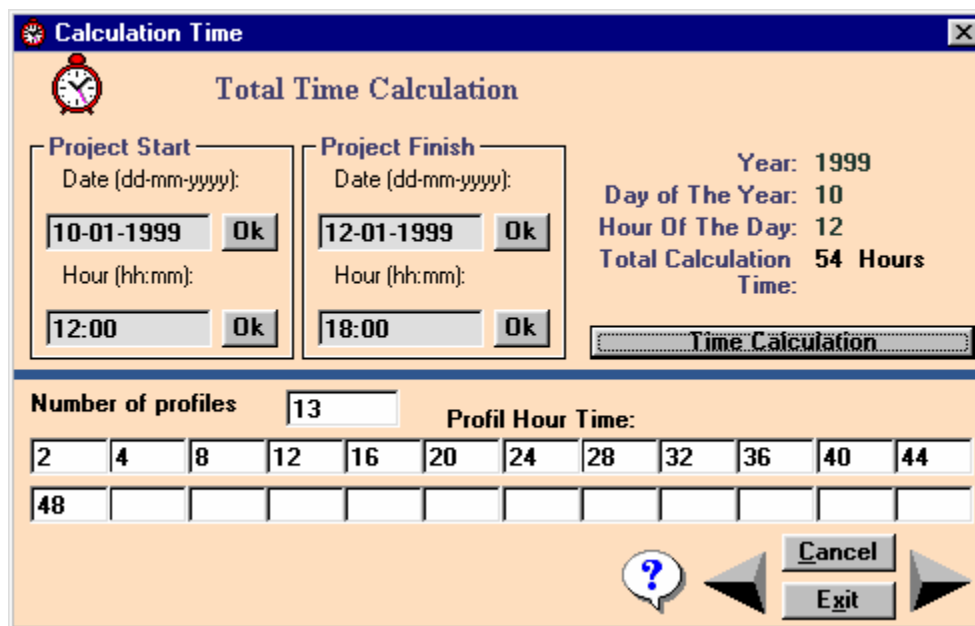 Calculation Time
Total Time Calculation
Project Start
Date (dd-mm-yyyy):
10-01-1999 Ok
Hour (hh:mm):
12:00 Ok
Project Finish
Date (dd-mm-yyyy):
12-01-1999 Ok
Hour (hh:mm):
18:00 Ok
Year: 1999
Day of The Year: 10
Hour Of The Day: 12
Total Calculation 54 Hours
Time:
Time Calculation
Number of profiles 13 Profil Hour Time:
2 4 8 12 16 20 24 28 32 36 40 44
48
?
Cancel
Exit